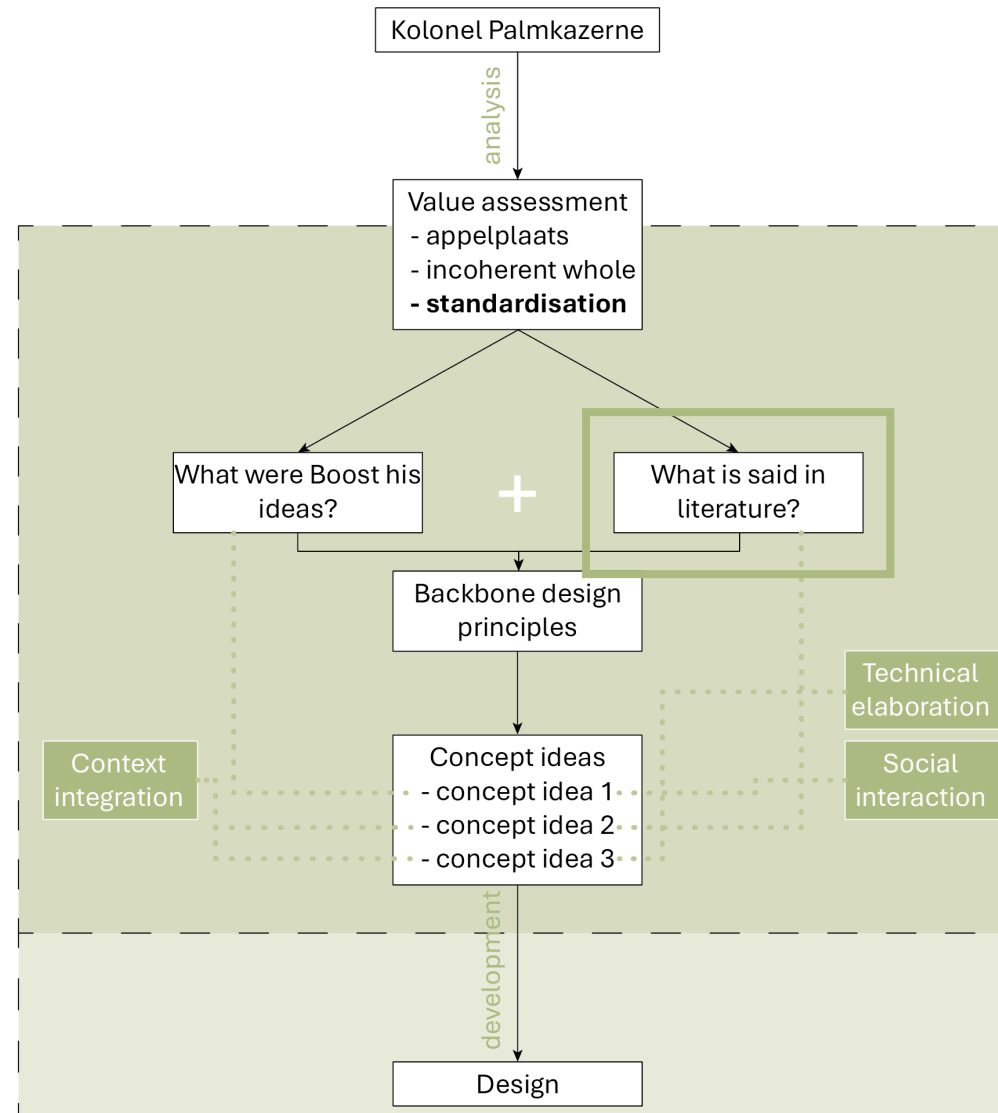 Kolonel Palmkazerne
analysis
Value assessment
- appelplaats
- incoherent whole
- standardisation
What were Boost his
ideas?
+
What is said in
literature?
Backbone design
principles
Technical
elaboration
Context
integration
Concept ideas
- concept idea 1
- concept idea 2
- concept idea 3
Social
interaction
development
Design